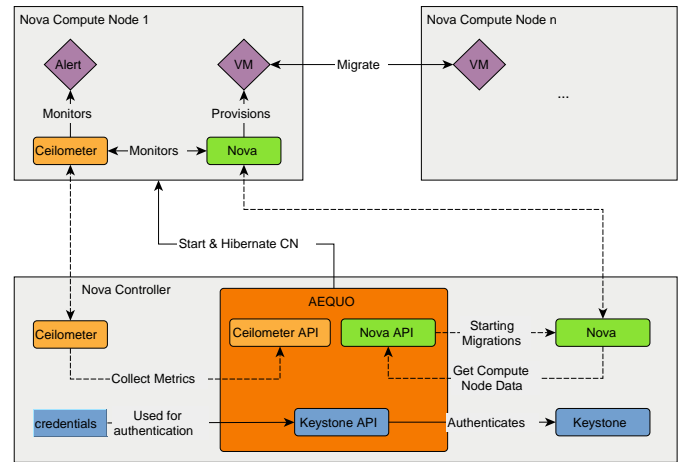 Nova Compute Node 1
Nova Compute Node n
Alert
VM
Migrate
VM
...
Monitors
Provisions
Ceilometer
Monitors
Nova
Start & Hibernate CN
Nova Controller
AEQUO
Ceilometer
Ceilometer API
Nova API
Starting
Migrations
Nova
Collect Metrics
Get Compute
Node Data
credentials
Used for
authentication
Keystone API
Authenticates
Keystone